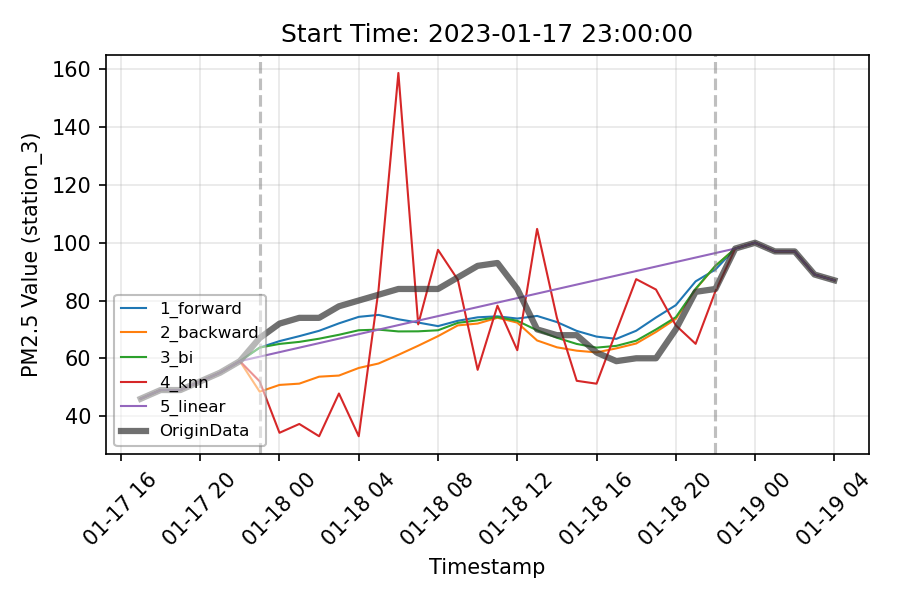 Start Time: 2023-01-17 23:00:00
PM2.5 Value (station_3)
160
140
120
100
80
60
40
1_forward
2_backward
3_bi
4_knn
5_linear
OriginData
01-17 16
01-17 20
01-18 00
01-18 04
01-18 08
01-18 12
01-18 16
01-18 20
01-19 00
01-19 04
Timestamp